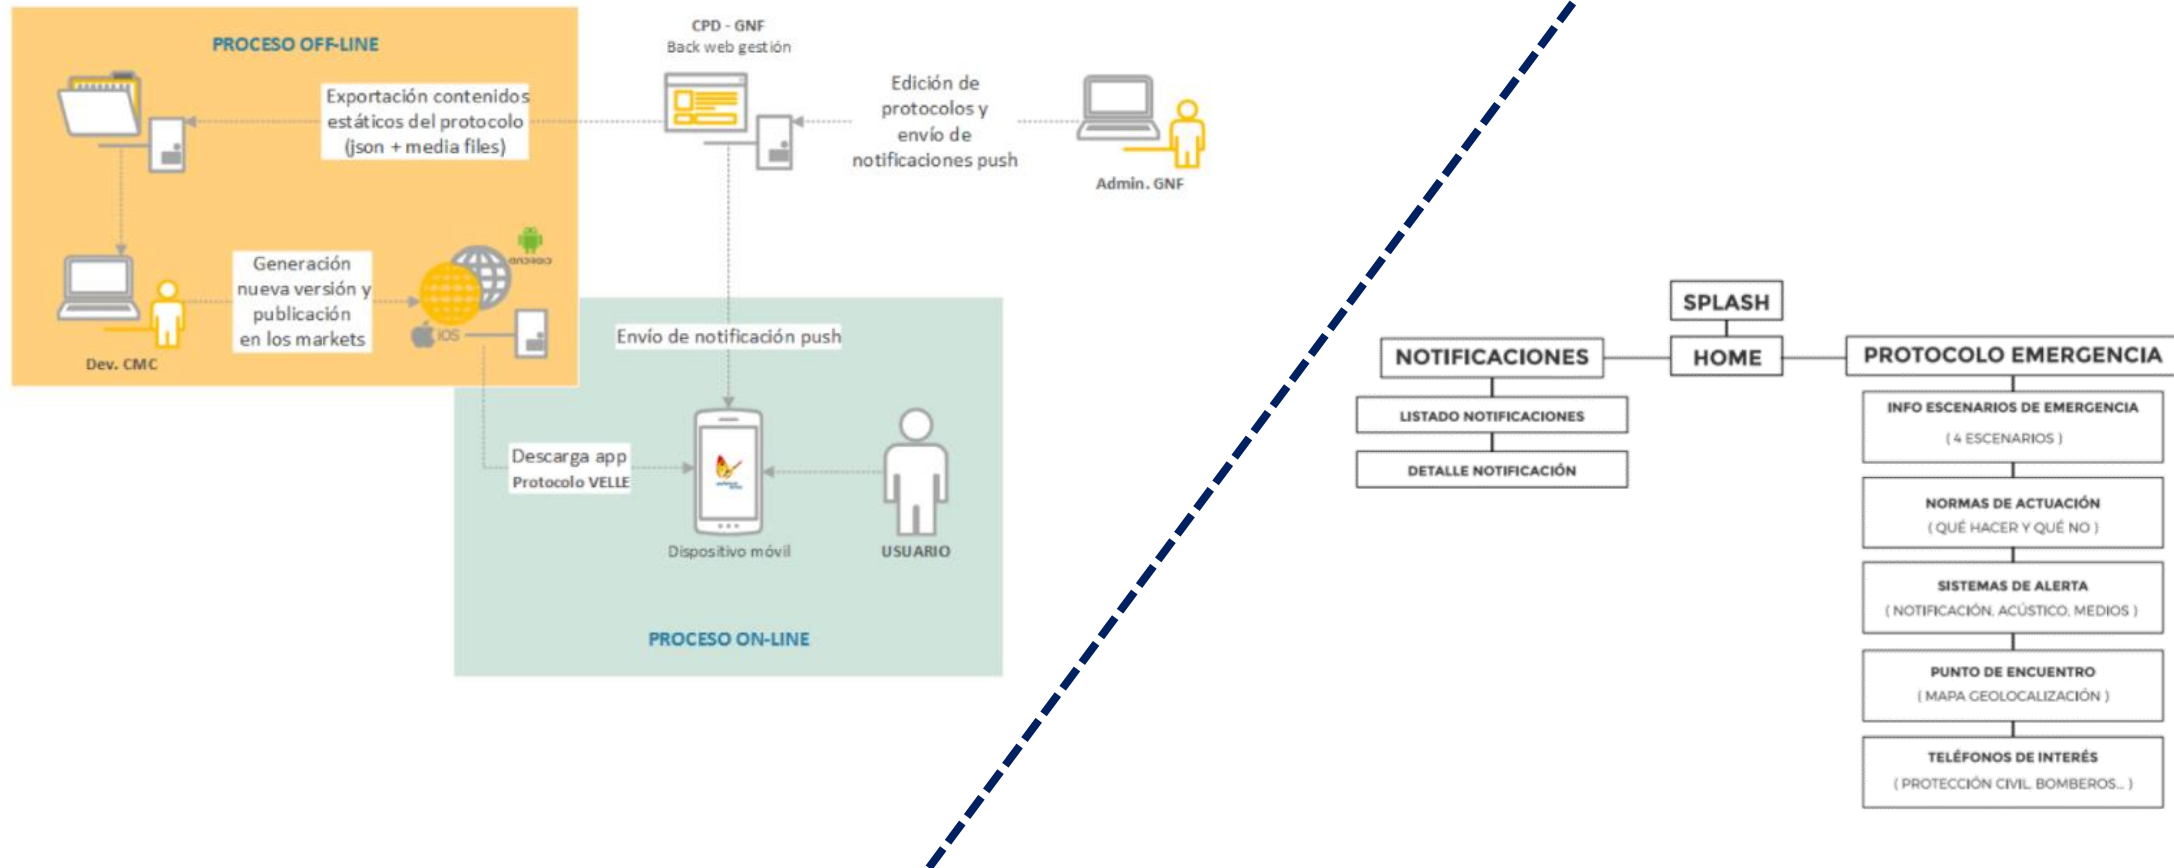 PROCESO OFF-LINE
CPD - GNF
Back web gestión
Exportación contenidos
estáticos del protocolo
(json + media files)
Edición de
protocolos y
envío de
notificaciones push
Admin. GNF
Generación
nueva versión y
publicación
en los markets
Dev. CMC
iOS
Envío de notificación push
Descarga app
Protocolo VELLE
Dispositivo móvil
USUARIO
PROCESO ON-LINE
SPLASH
HOME
NOTIFICACIONES
LISTADO NOTIFICACIONES
DETALLE NOTIFICACIÓN
PROTOCOLO EMERGENCIA
INFO ESCENARIOS DE EMERGENCIA
( 4 ESCENARIOS )
NORMAS DE ACTUACIÓN
( QUÉ HACER Y QUÉ NO )
SISTEMAS DE ALERTA
( NOTIFICACIÓN, ACÚSTICO, MEDIOS )
PUNTO DE ENCUENTRO
( MAPA GEOLOCALIZACIÓN )
TELÉFONOS DE INTERÉS
( PROTECCIÓN CIVIL, BOMBEROS... )